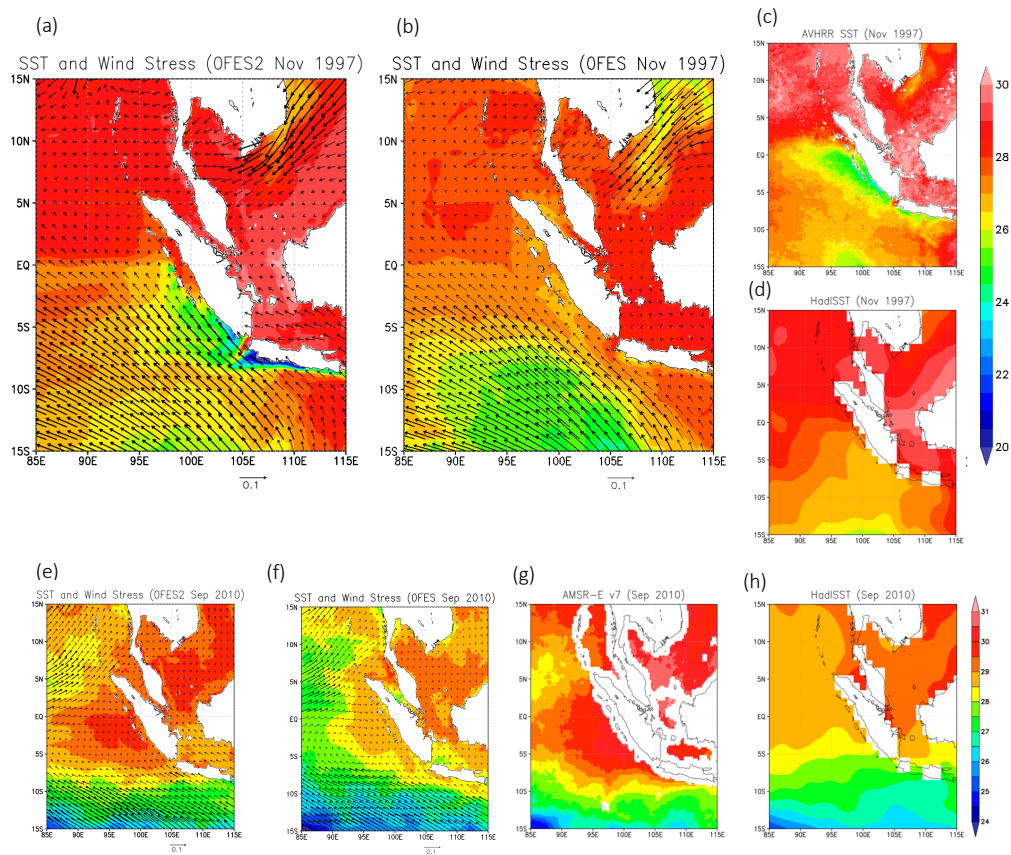 (a)
SST and Wind Stress (OFES2 Nov 1997)
15N
10N
5N
EQ
5S
10S
15S
85E 90E 95E 100E 105E 110E 115E
0.1
(b)
SST and Wind Stress (OFES Nov 1997)
15N
10N
5N
EQ
5S
10S
15S
85E 90E 95E 100E 105E 110E 115E
0.1
(c)
AVHRR SST (Nov 1997)
15N
10N
5N
EQ
5S
10S
15S
85E 90E 95E 100E 105E 110E 115E
(d)
HadISST (Nov 1997)
15N
10N
5N
EQ
5S
10S
15S
85E 90E 95E 100E 105E 110E 115E
30
28
26
24
22
20
(e)
SST and Wind Stress (OFES2 Sep 2010)
15N
10N
5N
EQ
5S
10S
15S
85E 90E 95E 100E 105E 110E 115E
0.1
(f)
SST and Wind Stress (OFES Sep 2010)
15N
10N
5N
EQ
5S
10S
15S
85E 90E 95E 100E 105E 110E 115E
0.1
(g)
AMSR-E v7 (Sep 2010)
15N
10N
5N
EQ
5S
10S
15S
85E 90E 95E 100E 105E 110E 115E
(h)
HadISST (Sep 2010)
15N
10N
5N
EQ
5S
10S
15S
85E 90E 95E 100E 105E 110E 115E
31
30
29
28
27
26
25
24